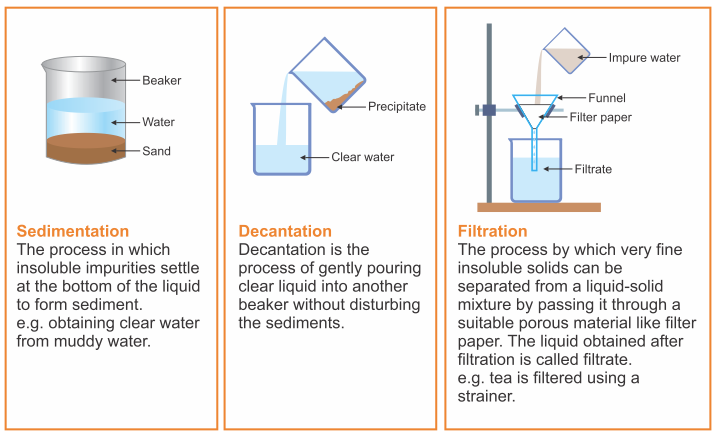 Beaker
Water
Sand
Sedimentation
The process in which
insoluble impurities settle
at the bottom of the liquid
to form sediment.
e.g. obtaining clear water
from muddy water.
Precipitate
Clear water
Decantation
Decantation is the
process of gently pouring
clear liquid into another
beaker without disturbing
the sediments.
Impure water
Funnel
Filter paper
Filtrate
Filtration
The process by which very fine
insoluble solids can be
separated from a liquid-solid
mixture by passing it through a
suitable porous material like filter
paper. The liquid obtained after
filtration is called filtrate.
e.g. tea is filtered using a
strainer.